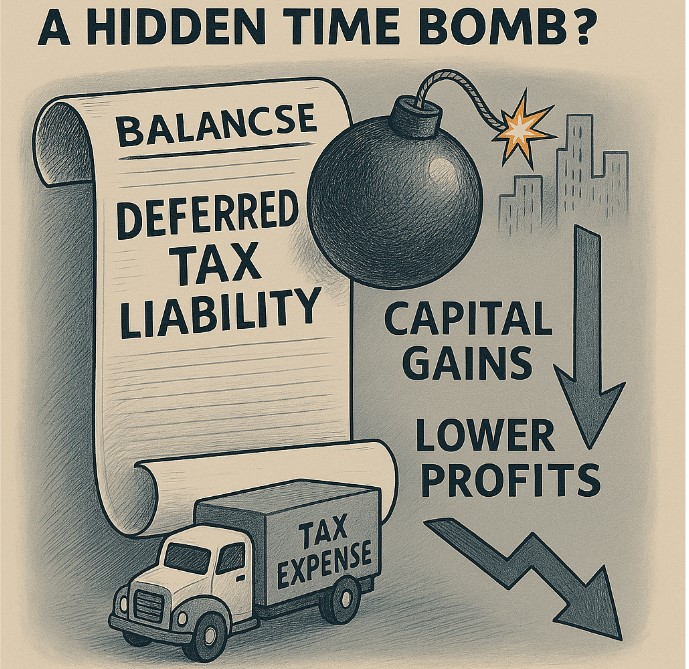 A HIDDEN TIME BOMB?
BALANCSE
DEFERRED
TAX
LIABILITY
CAPITAL
GAINS
LOWER
PROFITS
TAX
EXPENSE